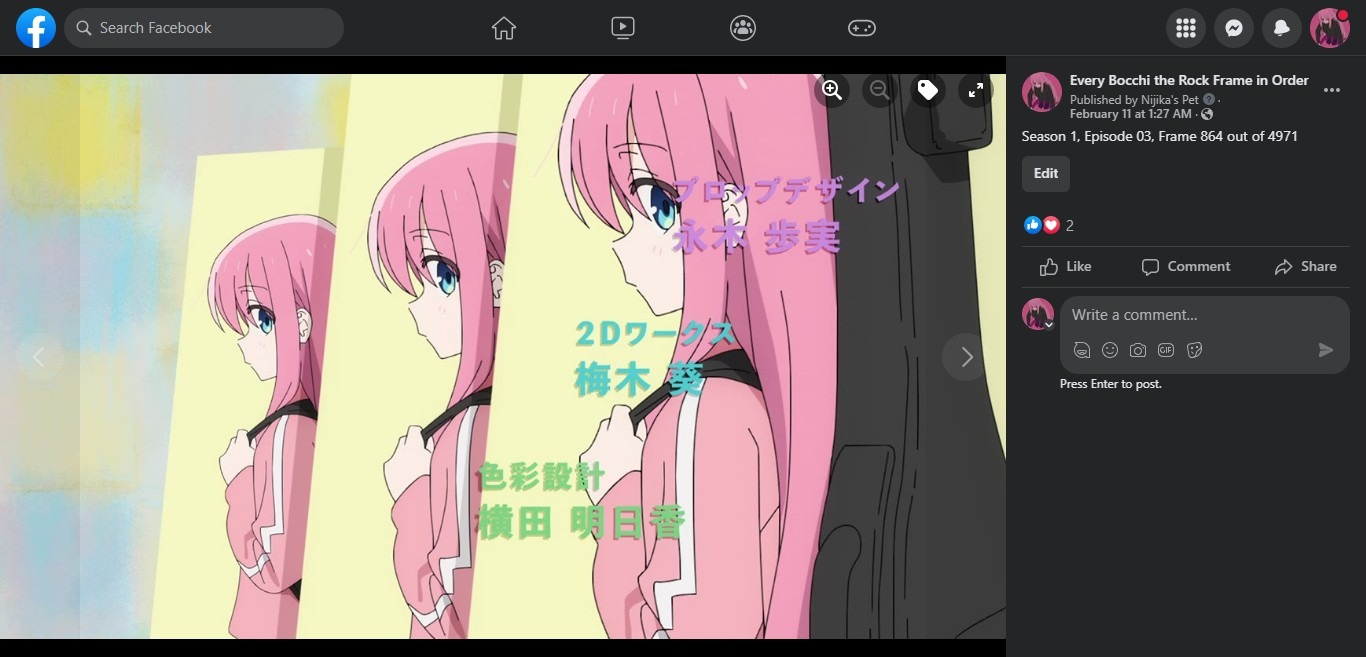 Search Facebook
プロップデザイン
永木 歩実
2Dワークス
梅木 葵
色彩設計
横田 明日香
Every Bocchi the Rock Frame in Order
Published by Nijika's Pet ·
February 11 at 1:27 AM ·
Season 1, Episode 03, Frame 864 out of 4971
Edit
2
Like Comment Share
Write a comment...
GIF
Press Enter to post.